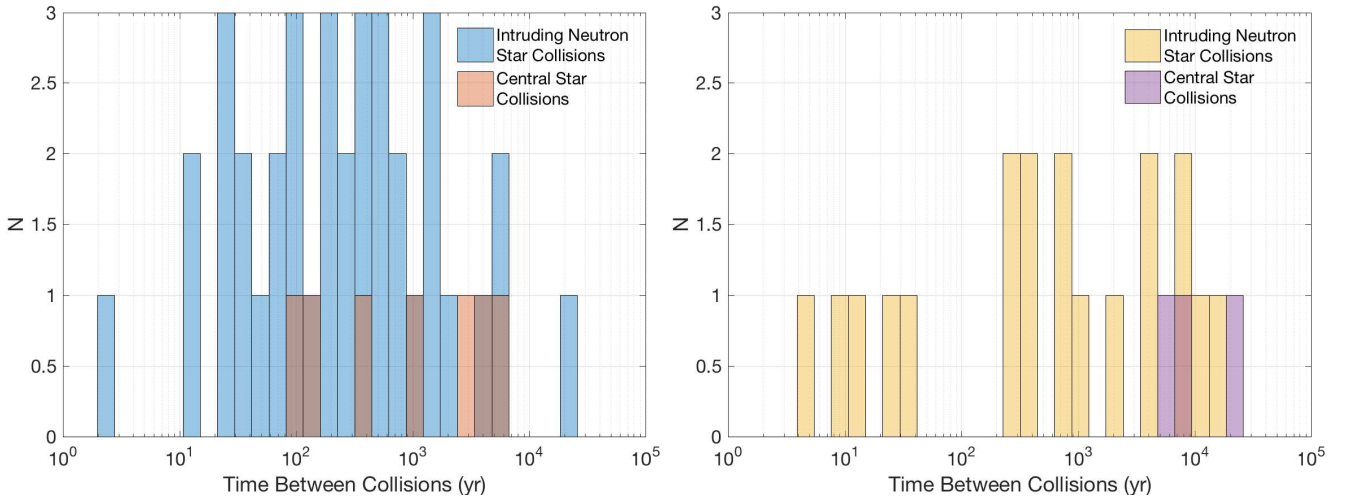 3
2.5
2
1.5
1
0.5
0
N
10^0
10^1
10^2
10^3
10^4
10^5
Time Between Collisions (yr)
Intruding Neutron
Star Collisions
Central Star
Collisions
3
2.5
2
1.5
1
0.5
0
N
10^0
10^1
10^2
10^3
10^4
10^5
Time Between Collisions (yr)
Intruding Neutron
Star Collisions
Central Star
Collisions